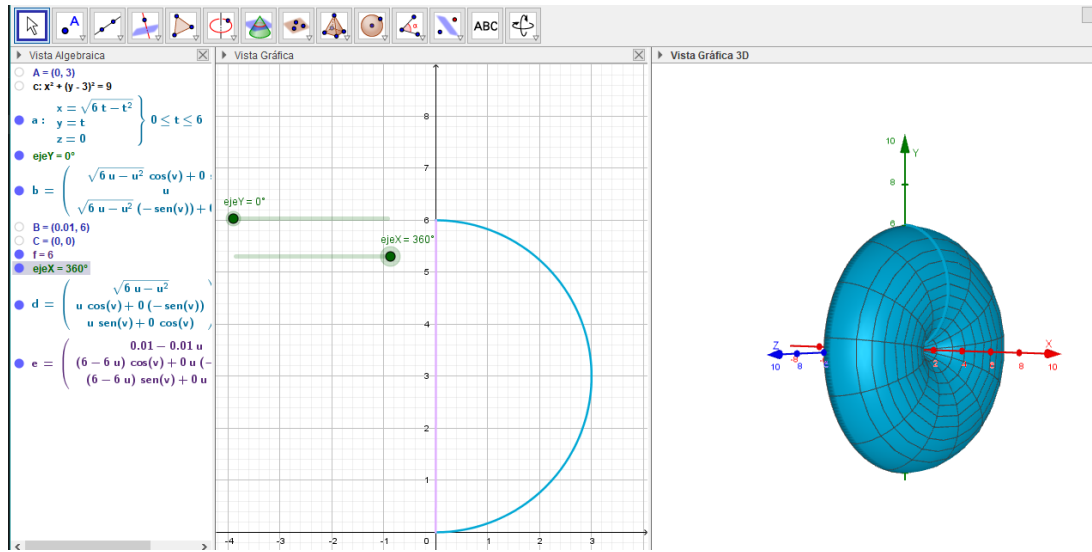 ABC
Vista Algebraica
Vista Gráfica
Vista Gráfica 3D
A = (0, 3)
c: x² + (y - 3)² = 9
a : x = √(6 t − t²)
y = t
z = 0
0 ≤ t ≤ 6
ejeY = 0°
b = √(6 u − u²) cos(v) + 0
u
√(6 u − u²) (−sen(v)) +
B = (0.01, 6)
C = (0, 0)
f = 6
ejeX = 360°
d = √(6 u − u²)
u cos(v) + 0 (−sen(v))
u sen(v) + 0 cos(v)
e = 0.01 − 0.01 u
(6 − 6 u) cos(v) + 0 u (−
(6 − 6 u) sen(v) + 0 u
8
7
6
5
4
3
2
1
0
-4 -3 -2 -1 0 1 2 3
ejeY = 0°
ejeX = 360°
10
Y
8
6
Z
10 8
-8
2
6 8 10
X